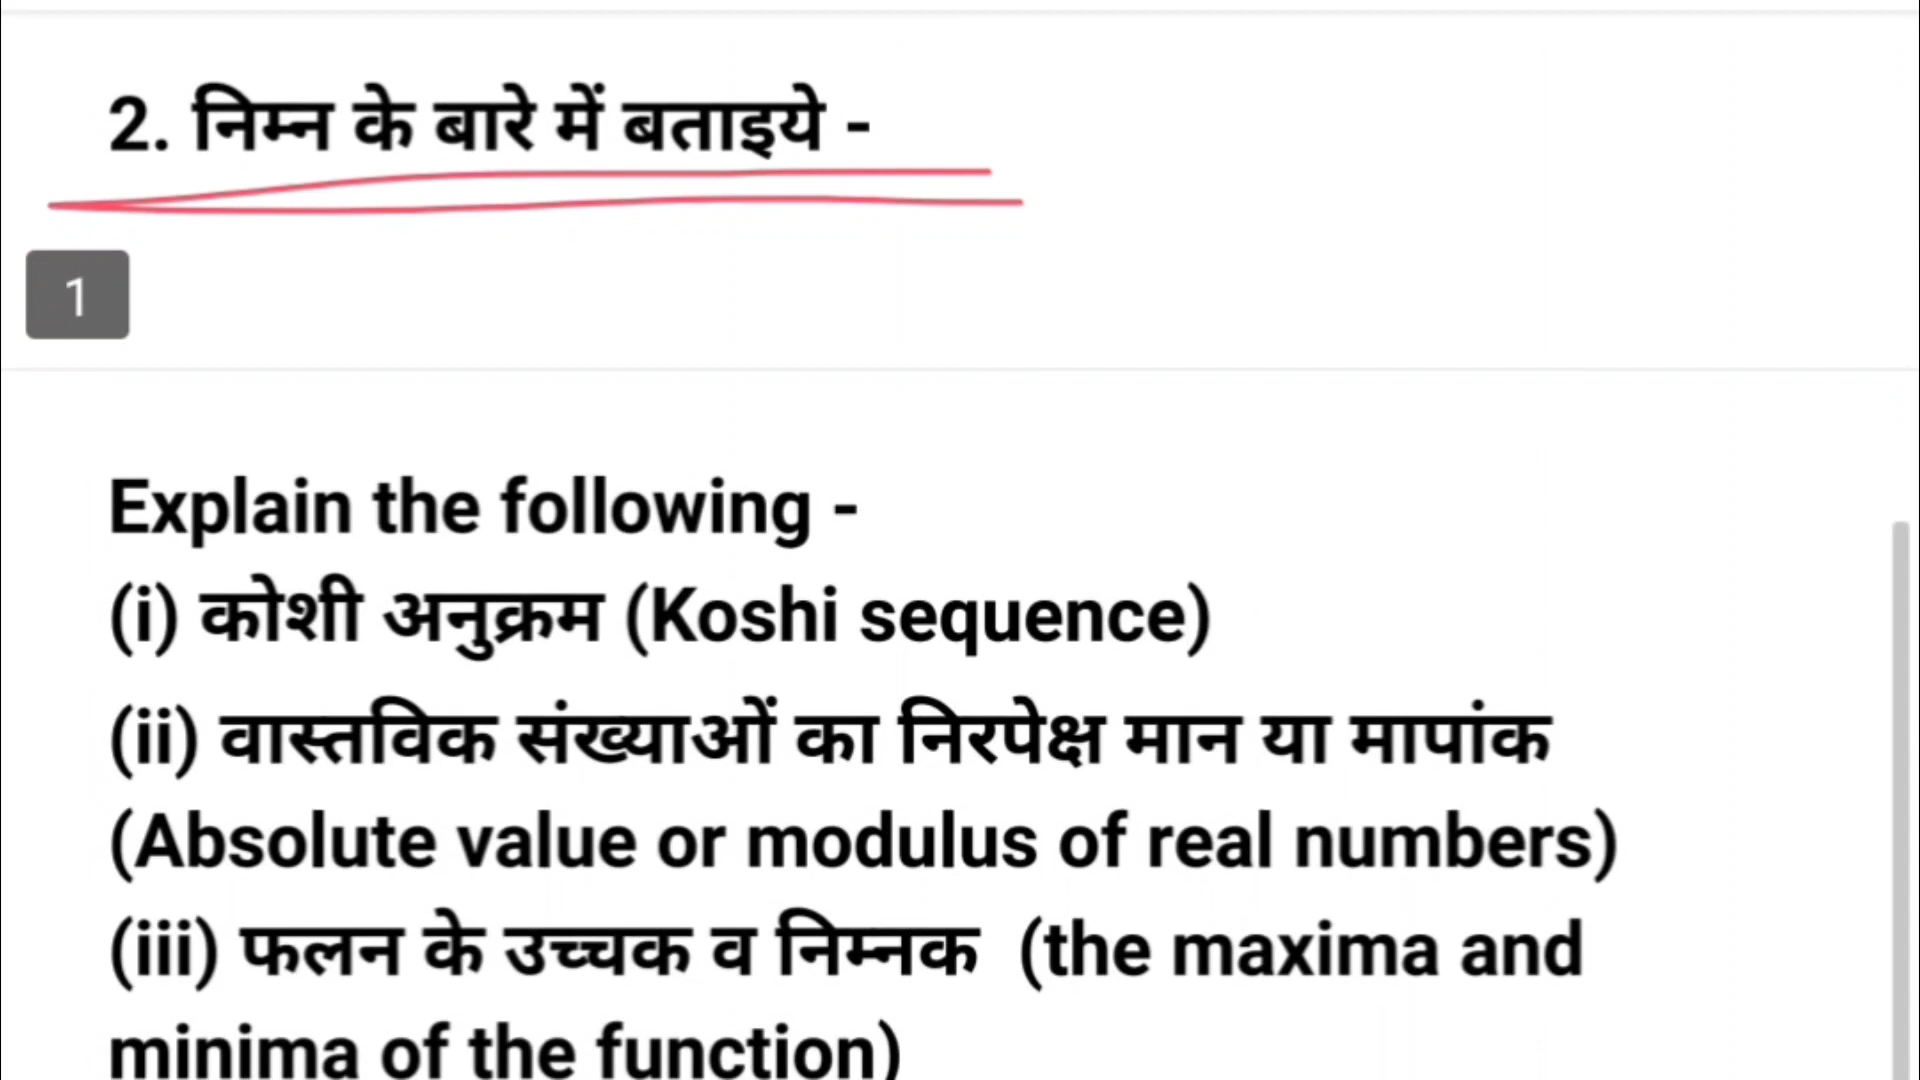 2. निम्न के बारे में बताइये -
1
Explain the following -
(i) कोशी अनुक्रम (Koshi sequence)
(ii) वास्तविक संख्याओं का निरपेक्ष मान या मापांक
(Absolute value or modulus of real numbers)
(iii) फलन के उच्चक व निम्नक (the maxima and
minima of the function)